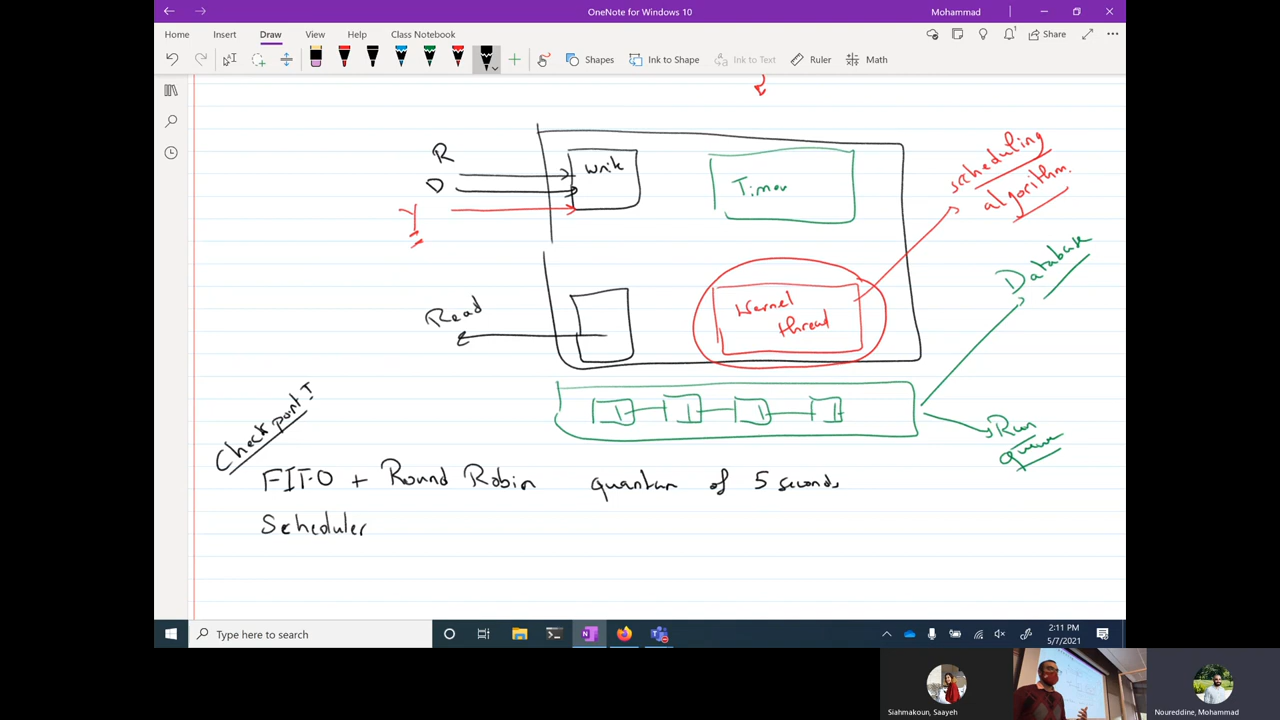 OneNote for Windows 10
Mohammad
Home
Insert
Draw
View
Help
Class Notebook
Share
Shapes
Ink to Shape
Ink to Text
Ruler
Math
R
D
Y
Write
Timer
scheduling
algorithm.
Database
Read
Kernel
thread
Run
queue
Checkpoint I
FIFO + Round Robin quantum of 5 seconds
Scheduler
Type here to search
2:11 PM
5/7/2021
Siahmakoun, Saayeh
Noureddine, Mohammad